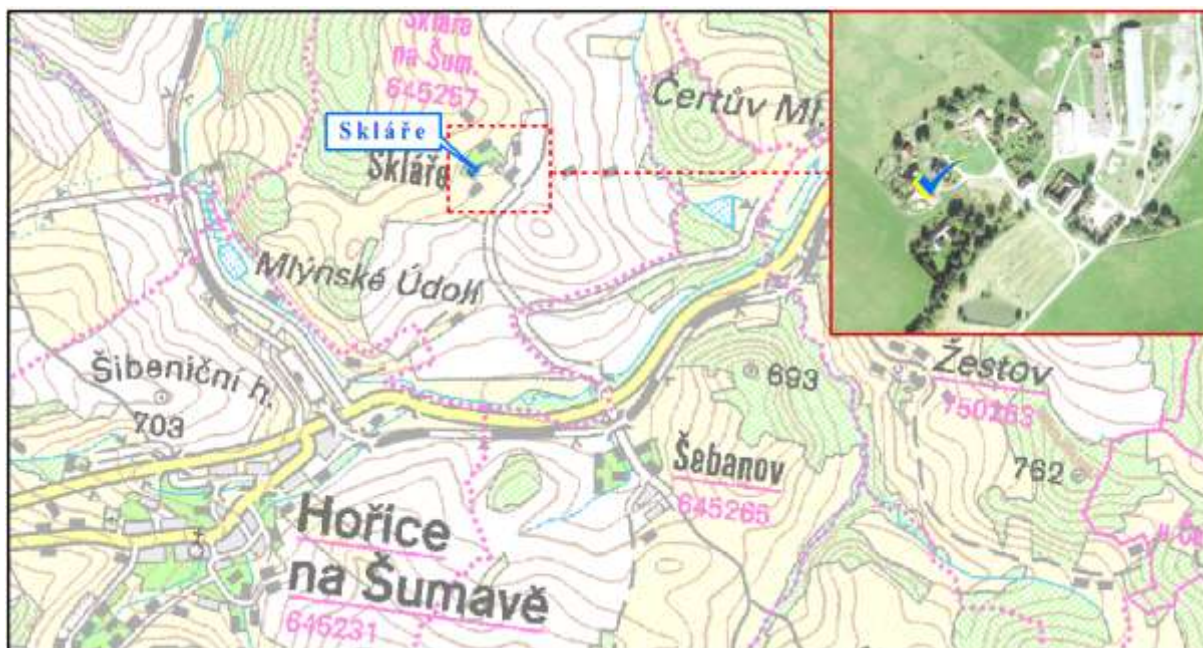 Skláře
na Šum.
645267
Skláře
Skláře
Čertův Ml.
Mlýnské Údolí
Šibeniční h.
703
693
Žestov
762
Šebanov
645265
Hořice
na Šumavě
645231